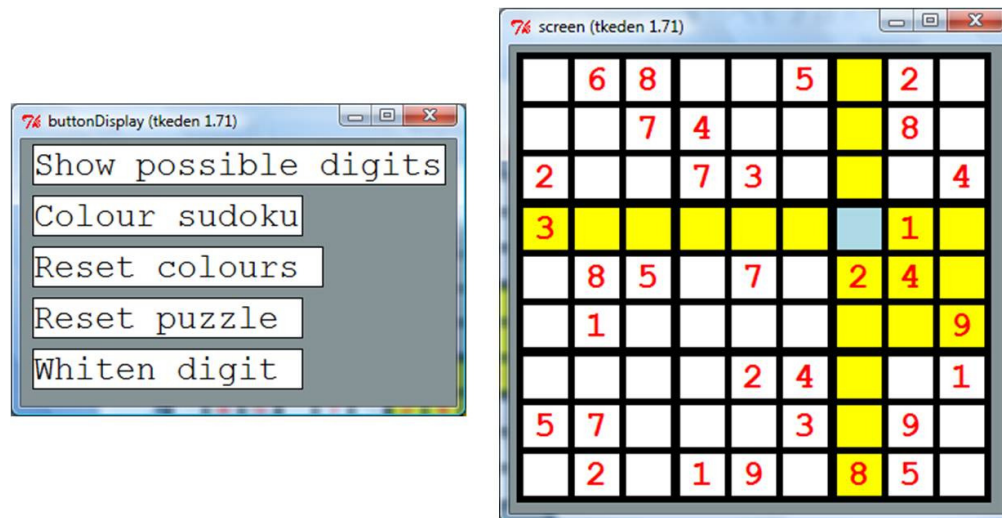 buttonDisplay (tkeden 1.71)
Show possible digits
Colour sudoku
Reset colours
Reset puzzle
Whiten digit
screen (tkeden 1.71)
6 8 5 2
7 4 8
2 7 3 4
3 1
8 5 7 2 4
1 9
2 4 1
5 7 3 9
2 1 9 8 5